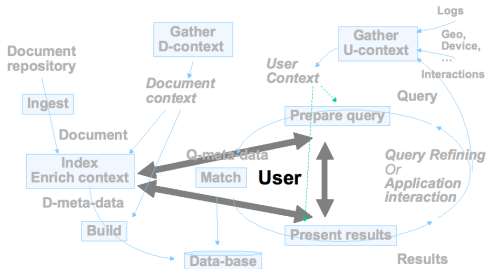 Logs
Gather
D-context
Gather
U-context
Geo,
Device,
...
Interactions
Document
repository
User
Context
Document
context
Ingest
Query
Prepare query
Document
Q-meta-data
Index
Enrich context
Match
User
Query Refining
Or
Application
interaction
D-meta-data
Build
Present results
Data-base
Results